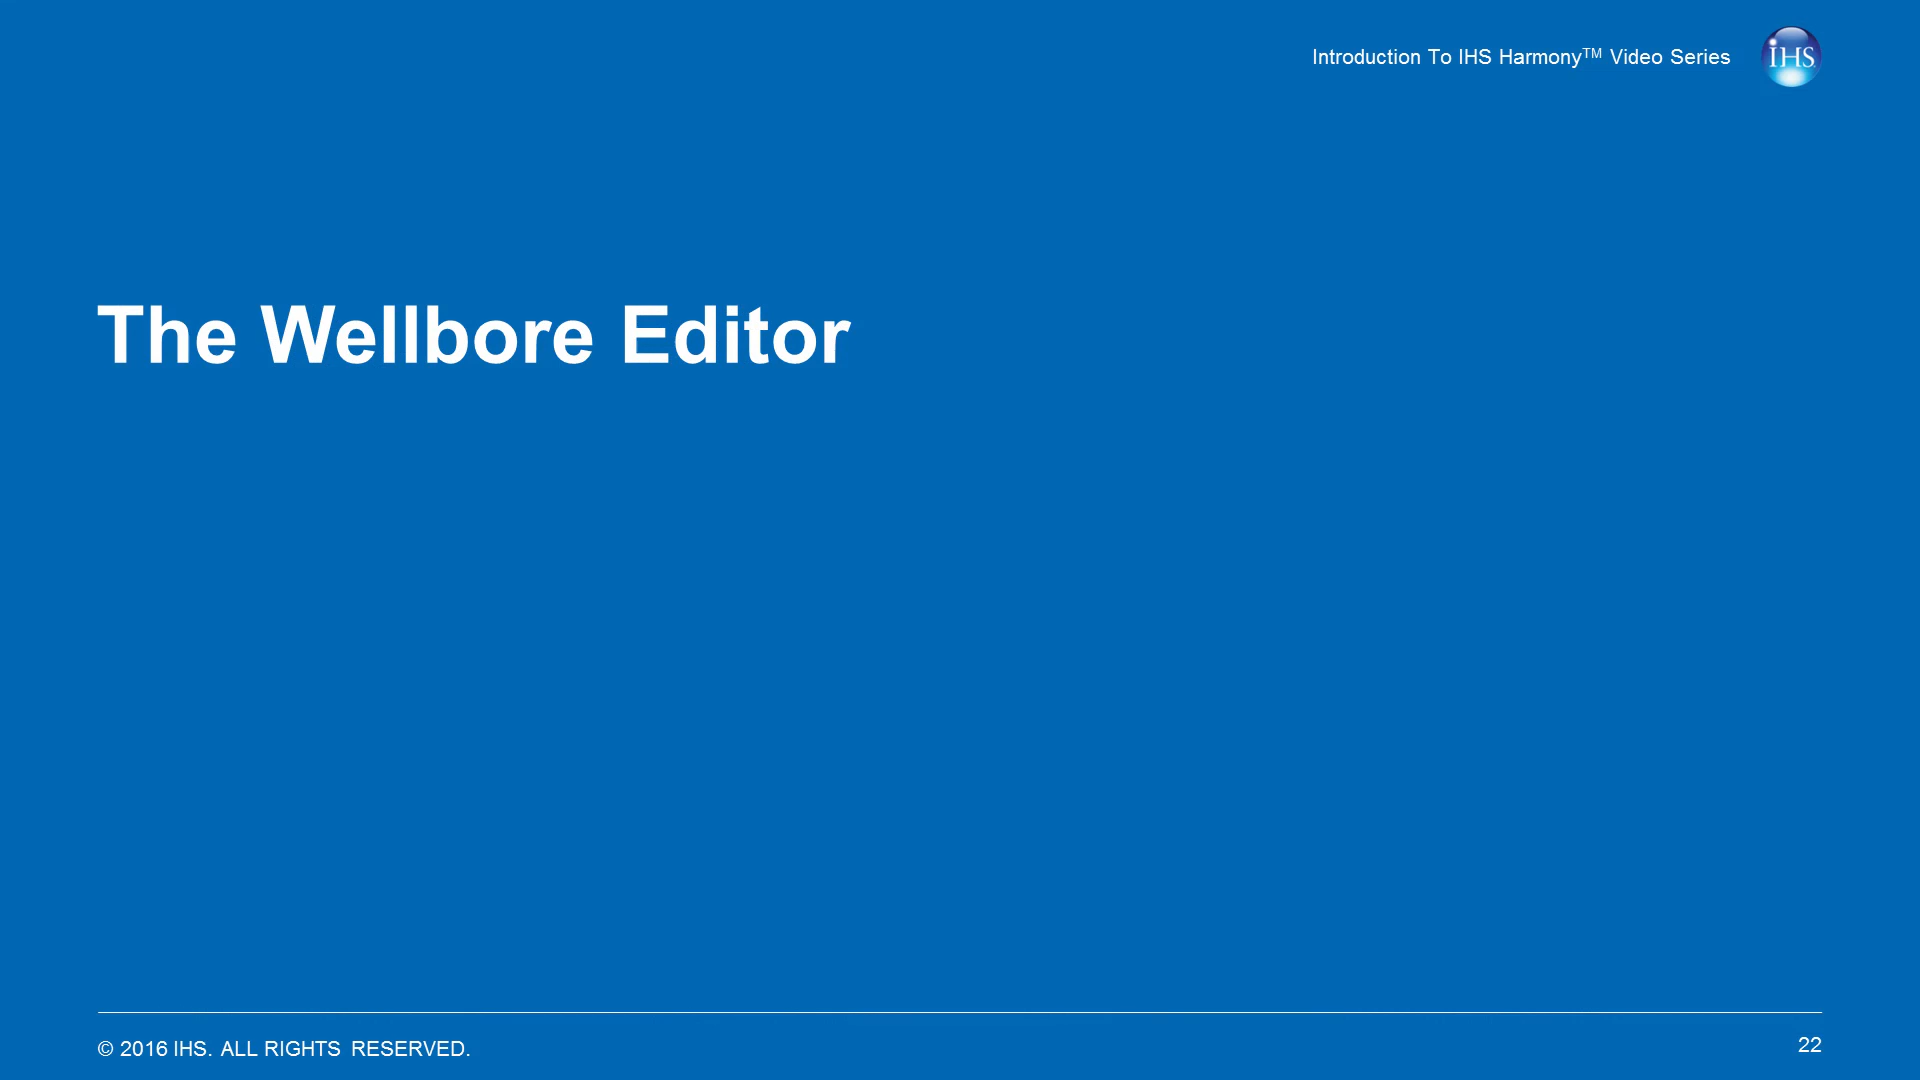 Introduction To IHS Harmony™ Video Series
IHS
The Wellbore Editor
© 2016 IHS. ALL RIGHTS RESERVED.
22